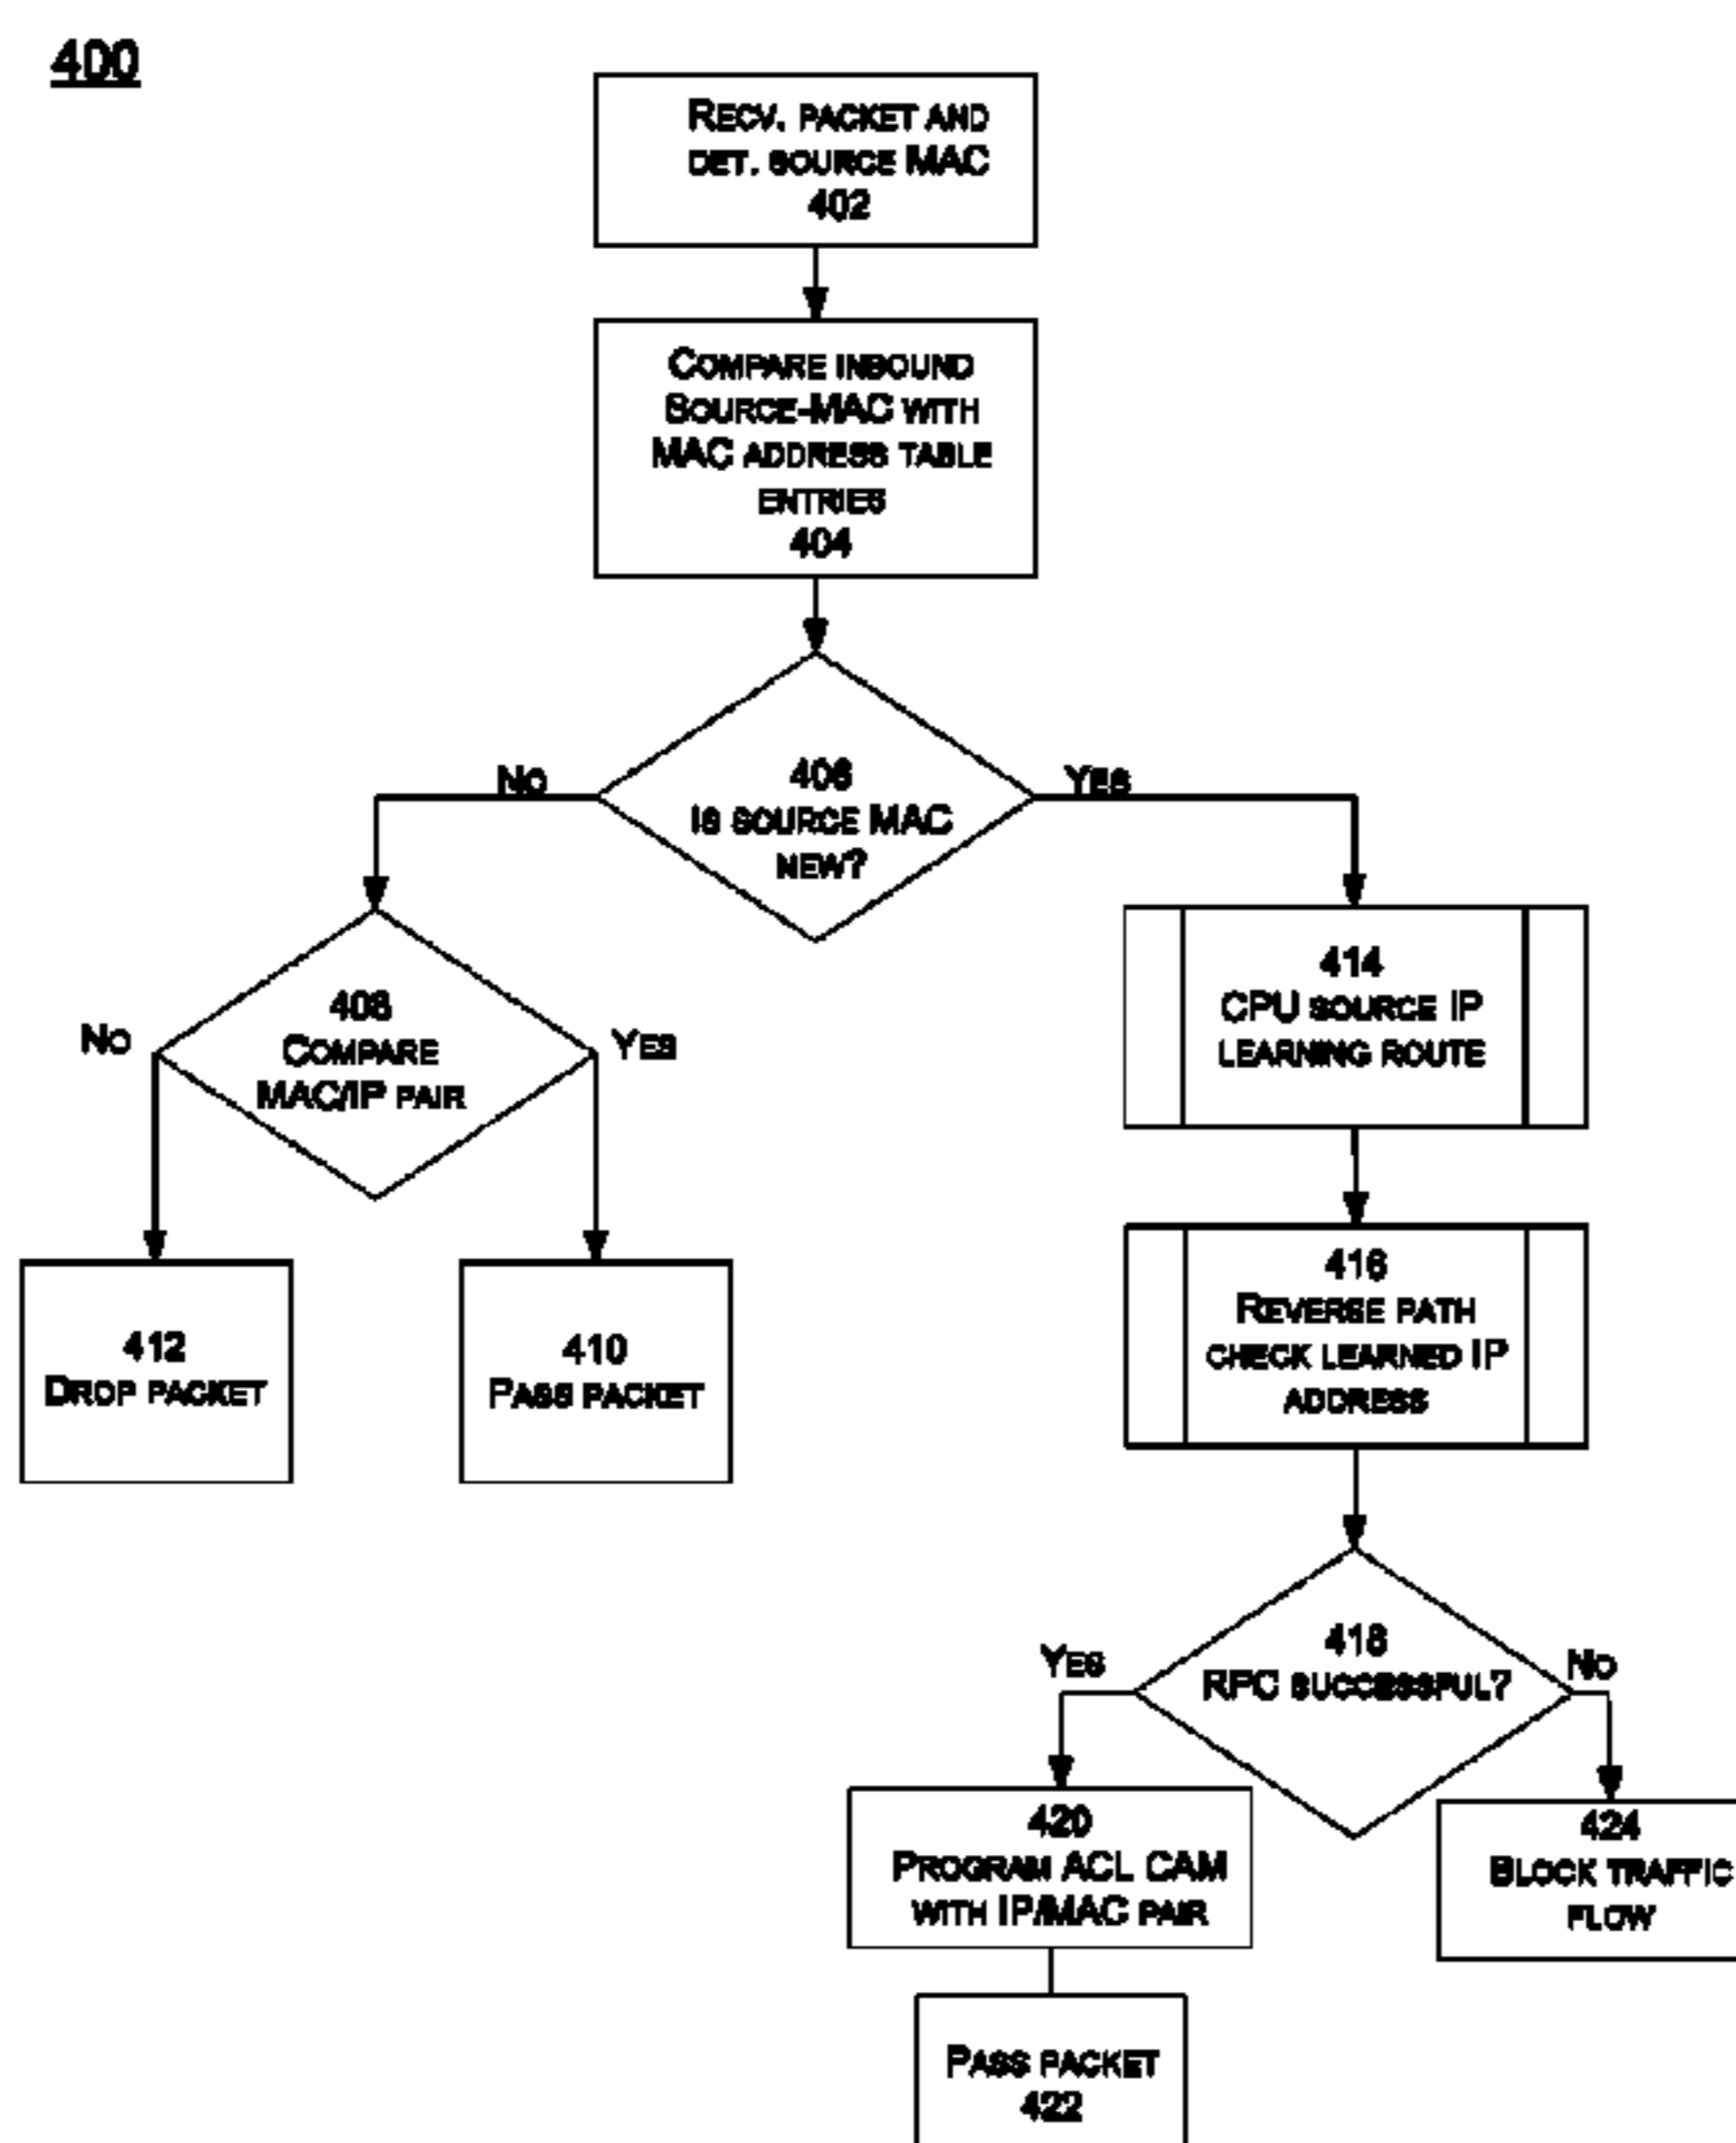 400
RECV. PACKET AND
DET. SOURCE MAC
402
COMPARE INBOUND
SOURCE-MAC WITH
MAC ADDRESS TABLE
ENTRIES
404
406
IS SOURCE MAC
NEW?
NO
YES
408
COMPARE
MAC/IP PAIR
NO
YES
412
DROP PACKET
410
PASS PACKET
414
CPU SOURCE IP
LEARNING ROUTE
416
REVERSE PATH
CHECK LEARNED IP
ADDRESS
418
RPC SUCCESSFUL?
YES
NO
420
PROGRAM ACL CAM
WITH IP/MAC PAIR
424
BLOCK TRAFFIC
FLOW
PASS PACKET
422